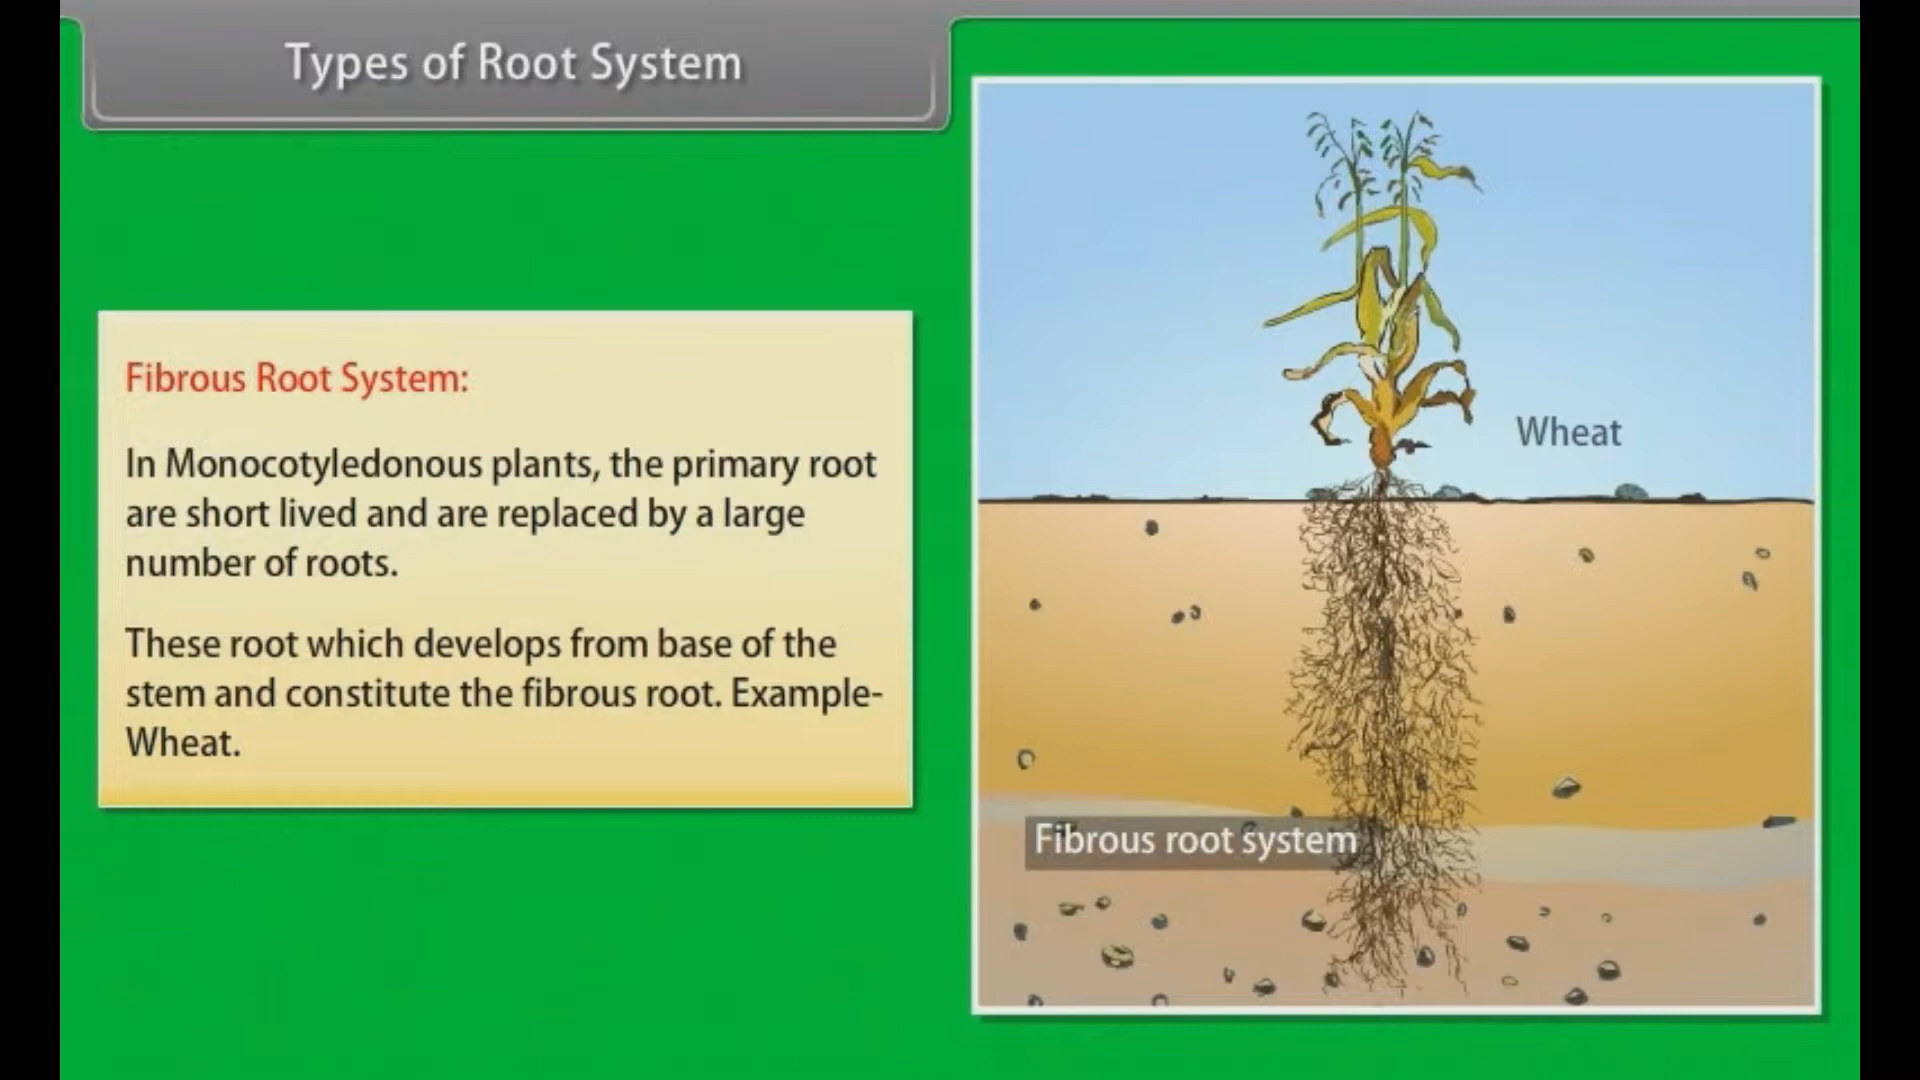 Types of Root System
Fibrous Root System:
In Monocotyledonous plants, the primary root
are short lived and are replaced by a large
number of roots.
These root which develops from base of the
stem and constitute the fibrous root. Example-
Wheat.
Wheat
Fibrous root system